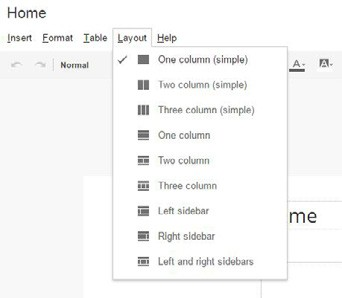 Home
Insert Format Table Layout Help
Normal
A A
One column (simple)
Two column (simple)
Three column (simple)
One column
Two column
Three column
Left sidebar
Right sidebar
Left and right sidebars
me